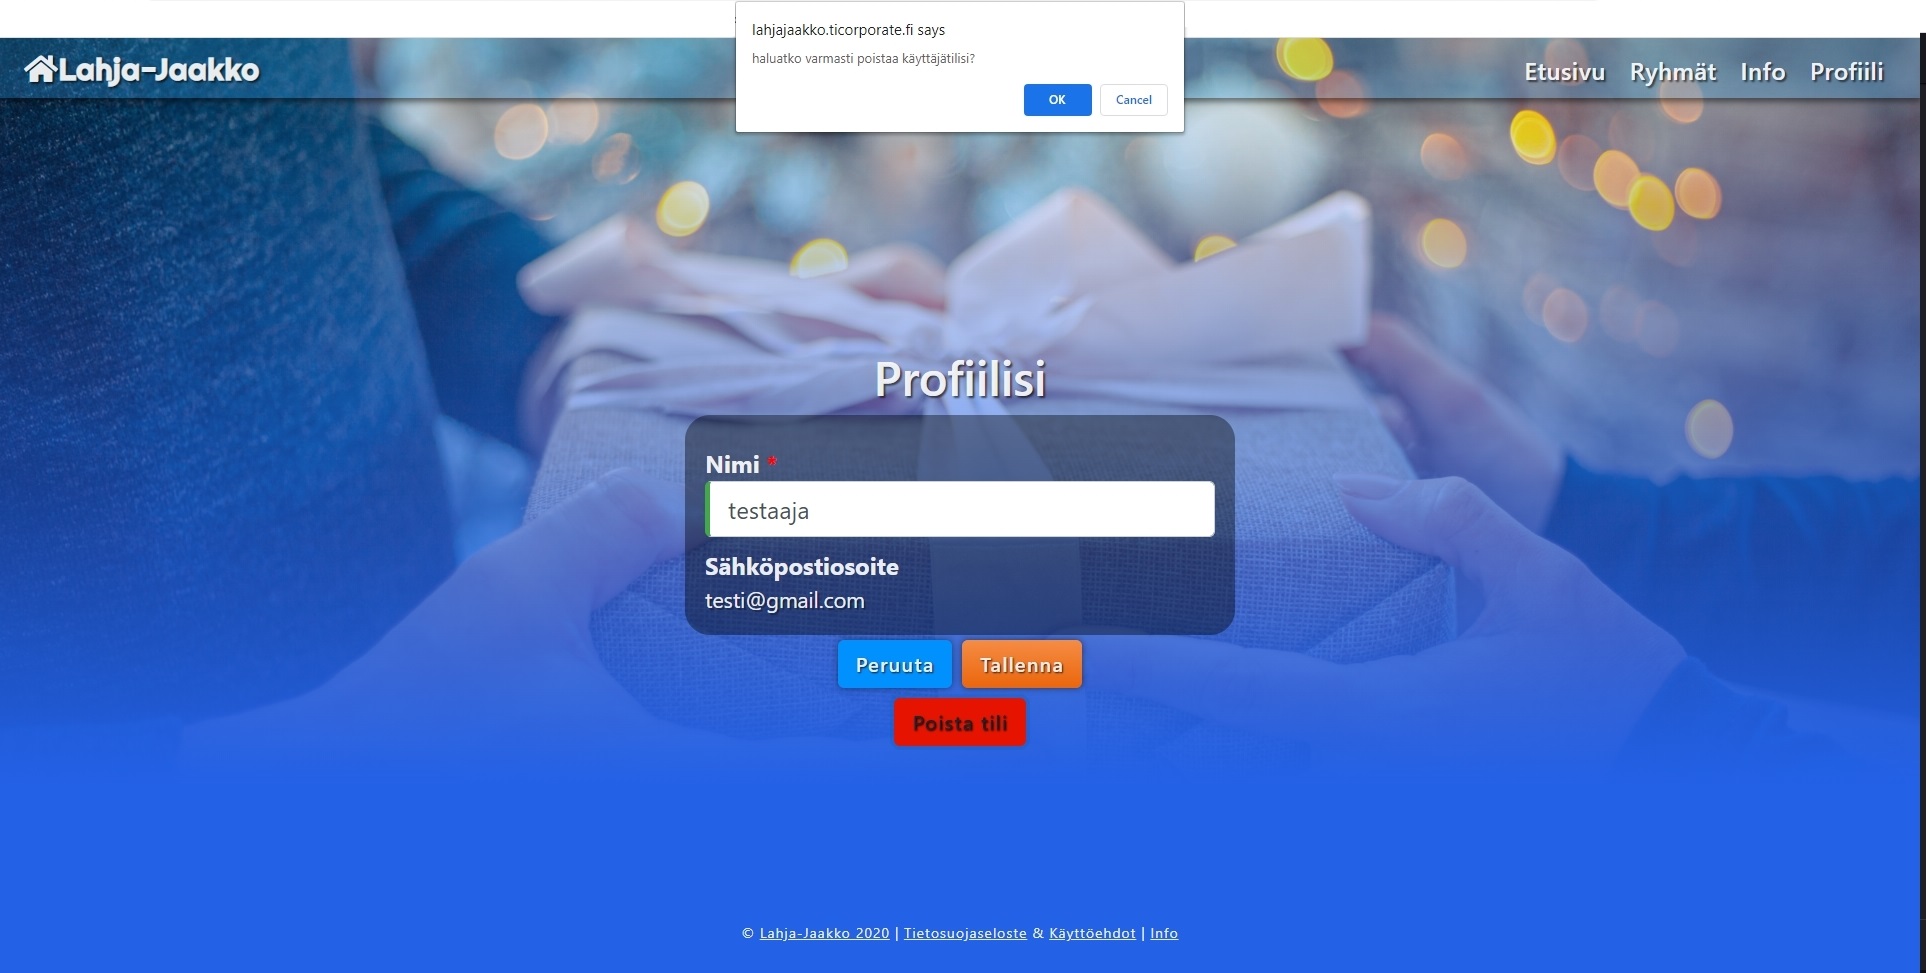 lahjajaakko.ticorporate.fi says
haluatko varmasti poistaa käyttäjätilisi?
OK Cancel
Lahja-Jaakko
Etusivu Ryhmät Info Profiili
Profiilisi
Nimi *
testaaja
Sähköpostiosoite
testi@gmail.com
Peruuta Tallenna
Poista tili
© Lahja-Jaakko 2020 | Tietosuojaseloste & Käyttöehdot | Info